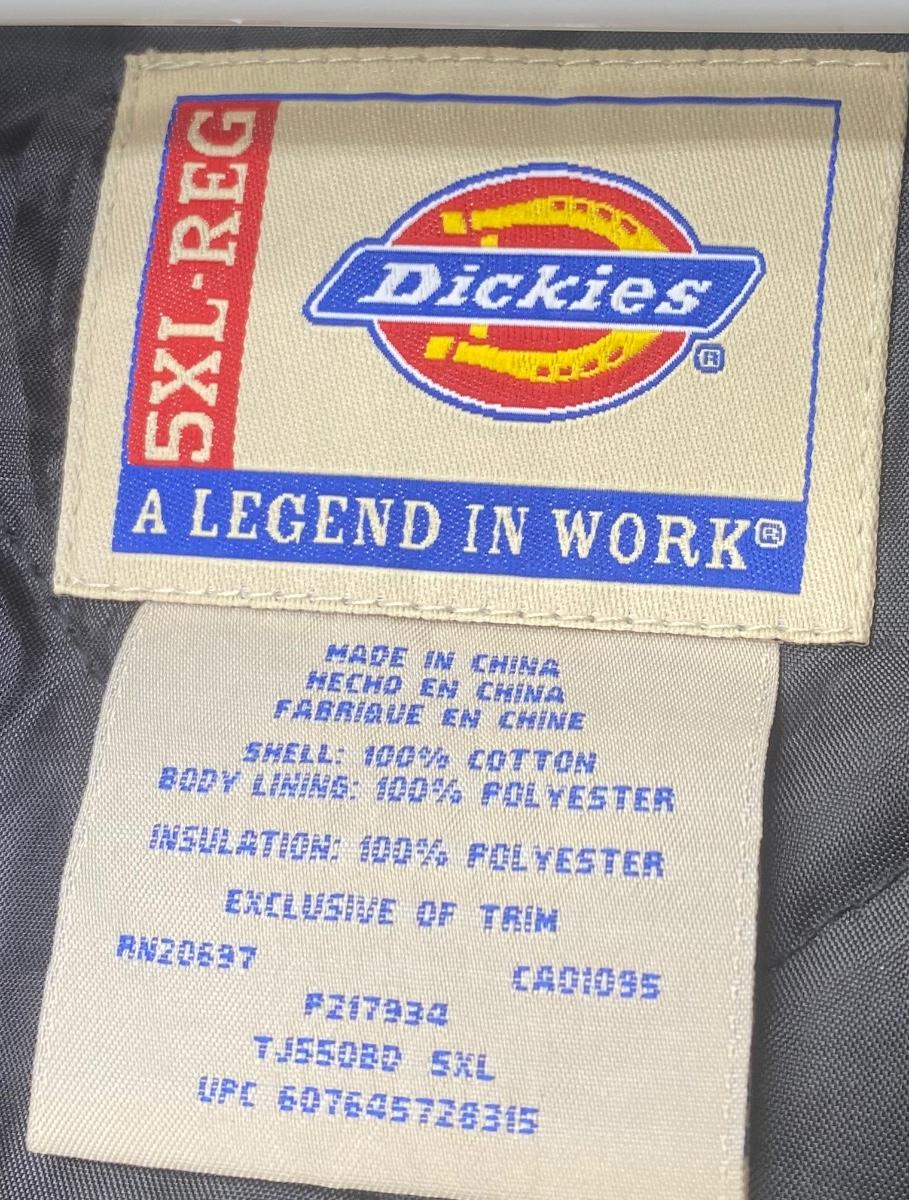 5XL-REG
Dickies
®
A LEGEND IN WORK®
MADE IN CHINA
HECHO EN CHINA
FABRIQUE EN CHINE
SHELL: 100% COTTON
BODY LINING: 100% POLYESTER
INSULATION: 100% POLYESTER
EXCLUSIVE OF TRIM
RN20697
CA01095
P217934
TJ550BD 5XL
UPC 607645728315